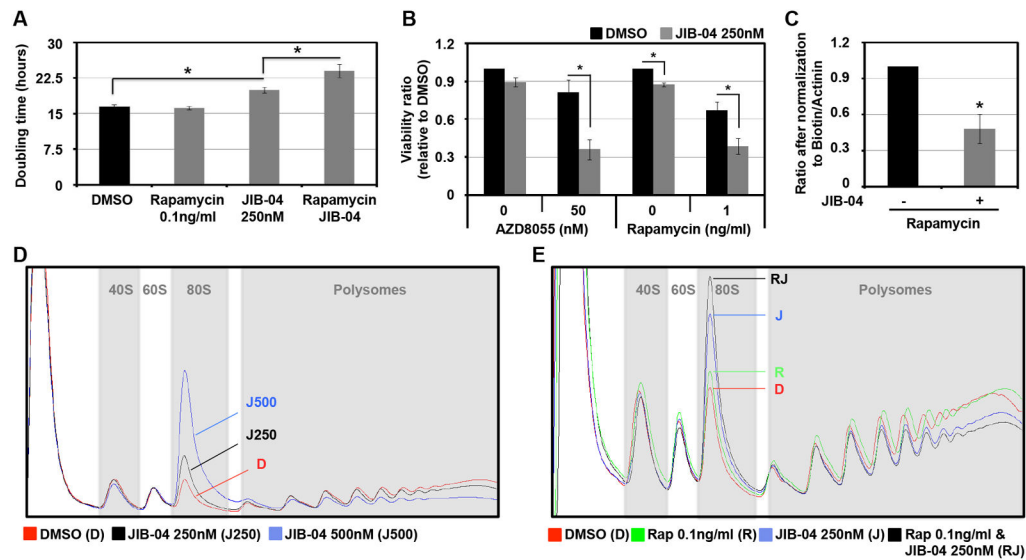 A
Doubling time (hours)
30
22.5
15
7.5
0
*
*
DMSO
Rapamycin
0.1ng/ml
JIB-04
250nM
Rapamycin
JIB-04
B
DMSO
JIB-04 250nM
Viability ratio
(relative to DMSO)
1.2
0.9
0.6
0.3
0
*
*
*
0
50
0
1
AZD8055 (nM)
Rapamycin (ng/ml)
C
Ratio after normalization
to Biotin/Actinin
1.2
0.9
0.6
0.3
0.0
*
JIB-04
-
+
Rapamycin
D
40S
60S
80S
Polysomes
J500
J250
D
DMSO (D)
JIB-04 250nM (J250)
JIB-04 500nM (J500)
E
40S
60S
80S
Polysomes
RJ
J
R
D
DMSO (D)
Rap 0.1ng/ml (R)
JIB-04 250nM (J)
Rap 0.1ng/ml &
JIB-04 250nM (RJ)